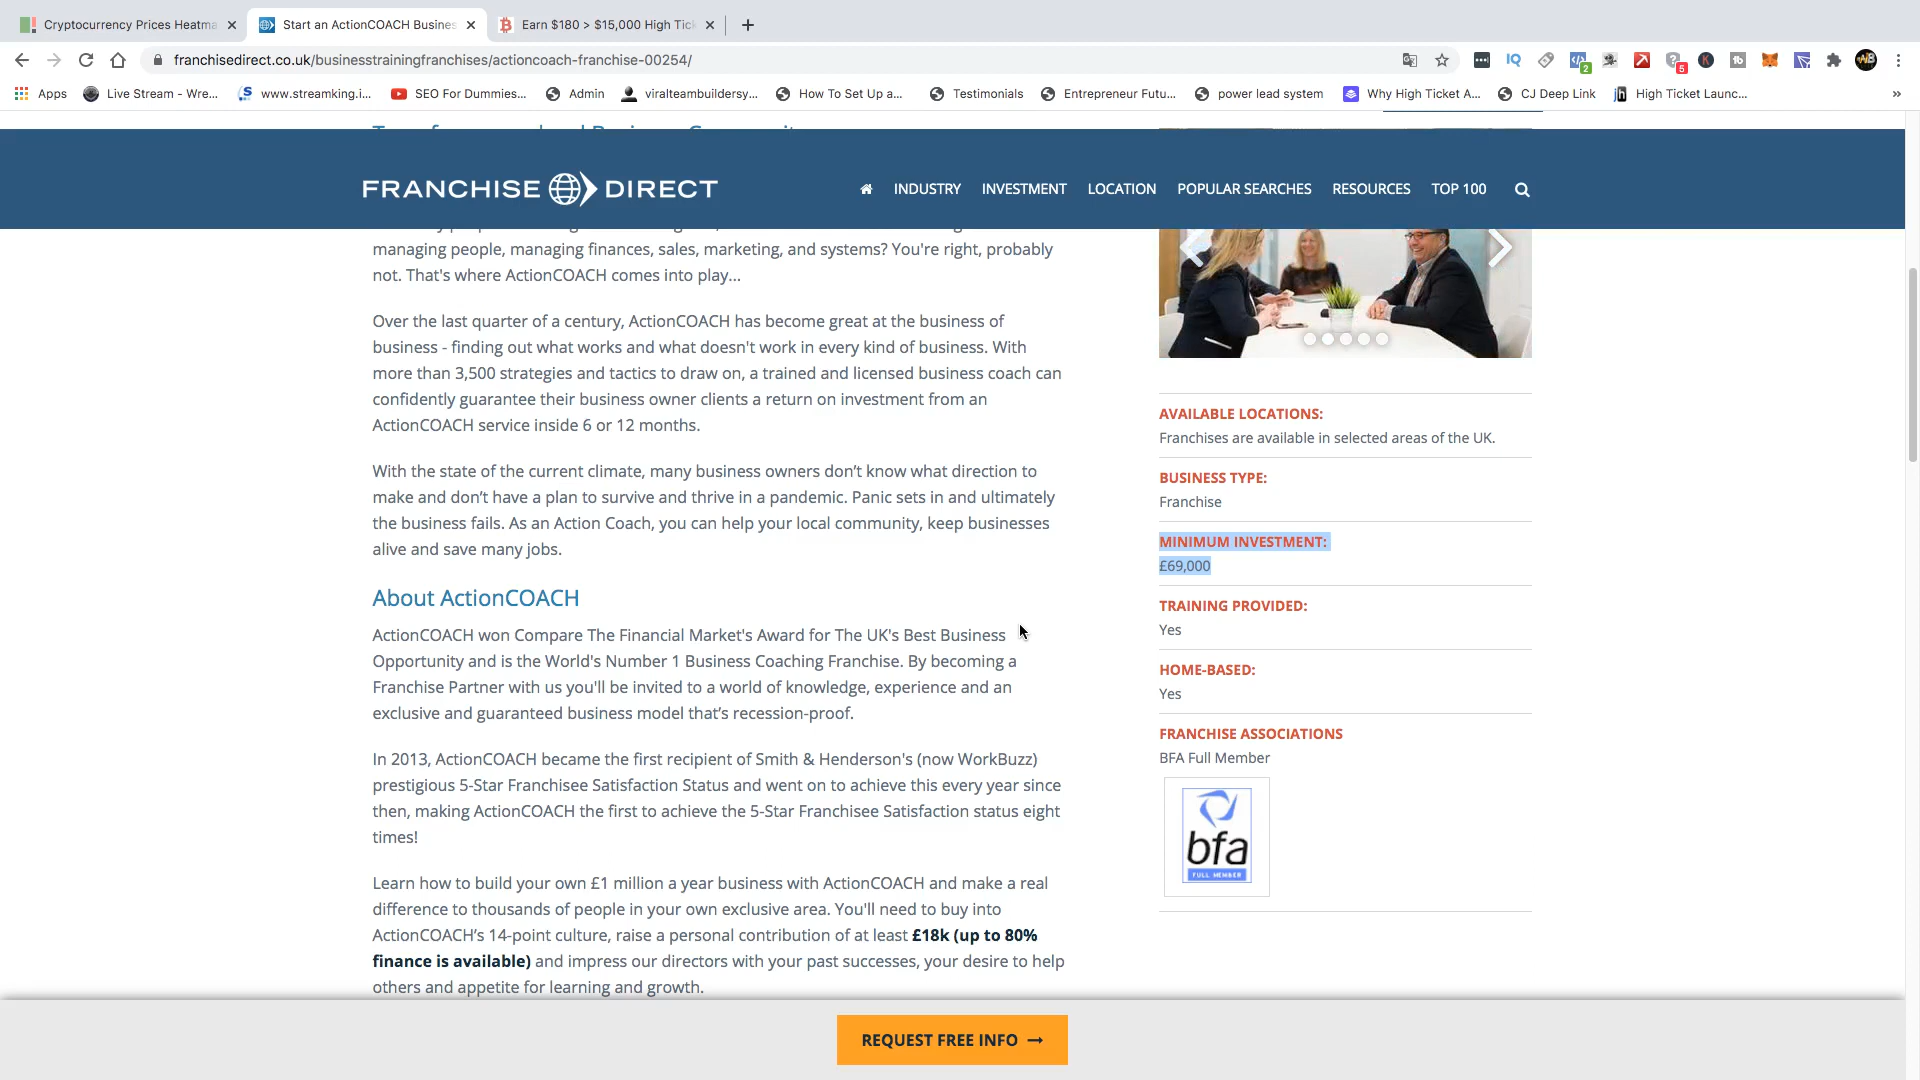 Cryptocurrency Prices Heatma
Start an ActionCOACH Busines
Earn $180 > $15,000 High Tick
franchisedirect.co.uk/businesstrainingfranchises/actioncoach-franchise-00254/
Apps
Live Stream - Wre...
www.streamking.i...
SEO For Dummies...
Admin
viralteambuildersy...
How To Set Up a...
Testimonials
Entrepreneur Futu...
power lead system
Why High Ticket A...
CJ Deep Link
High Ticket Launc...
FRANCHISE DIRECT
INDUSTRY
INVESTMENT
LOCATION
POPULAR SEARCHES
RESOURCES
TOP 100
managing people, managing finances, sales, marketing, and systems? You're right, probably
not. That's where ActionCOACH comes into play...
Over the last quarter of a century, ActionCOACH has become great at the business of
business - finding out what works and what doesn't work in every kind of business. With
more than 3,500 strategies and tactics to draw on, a trained and licensed business coach can
confidently guarantee their business owner clients a return on investment from an
ActionCOACH service inside 6 or 12 months.
With the state of the current climate, many business owners don’t know what direction to
make and don’t have a plan to survive and thrive in a pandemic. Panic sets in and ultimately
the business fails. As an Action Coach, you can help your local community, keep businesses
alive and save many jobs.
About ActionCOACH
ActionCOACH won Compare The Financial Market's Award for The UK's Best Business
Opportunity and is the World's Number 1 Business Coaching Franchise. By becoming a
Franchise Partner with us you'll be invited to a world of knowledge, experience and an
exclusive and guaranteed business model that’s recession-proof.
In 2013, ActionCOACH became the first recipient of Smith & Henderson's (now WorkBuzz)
prestigious 5-Star Franchisee Satisfaction Status and went on to achieve this every year since
then, making ActionCOACH the first to achieve the 5-Star Franchisee Satisfaction status eight
times!
Learn how to build your own £1 million a year business with ActionCOACH and make a real
difference to thousands of people in your own exclusive area. You'll need to buy into
ActionCOACH’s 14-point culture, raise a personal contribution of at least £18k (up to 80%
finance is available) and impress our directors with your past successes, your desire to help
others and appetite for learning and growth.
AVAILABLE LOCATIONS:
Franchises are available in selected areas of the UK.
BUSINESS TYPE:
Franchise
MINIMUM INVESTMENT:
£69,000
TRAINING PROVIDED:
Yes
HOME-BASED:
Yes
FRANCHISE ASSOCIATIONS
BFA Full Member
bfa
FULL MEMBER
REQUEST FREE INFO →